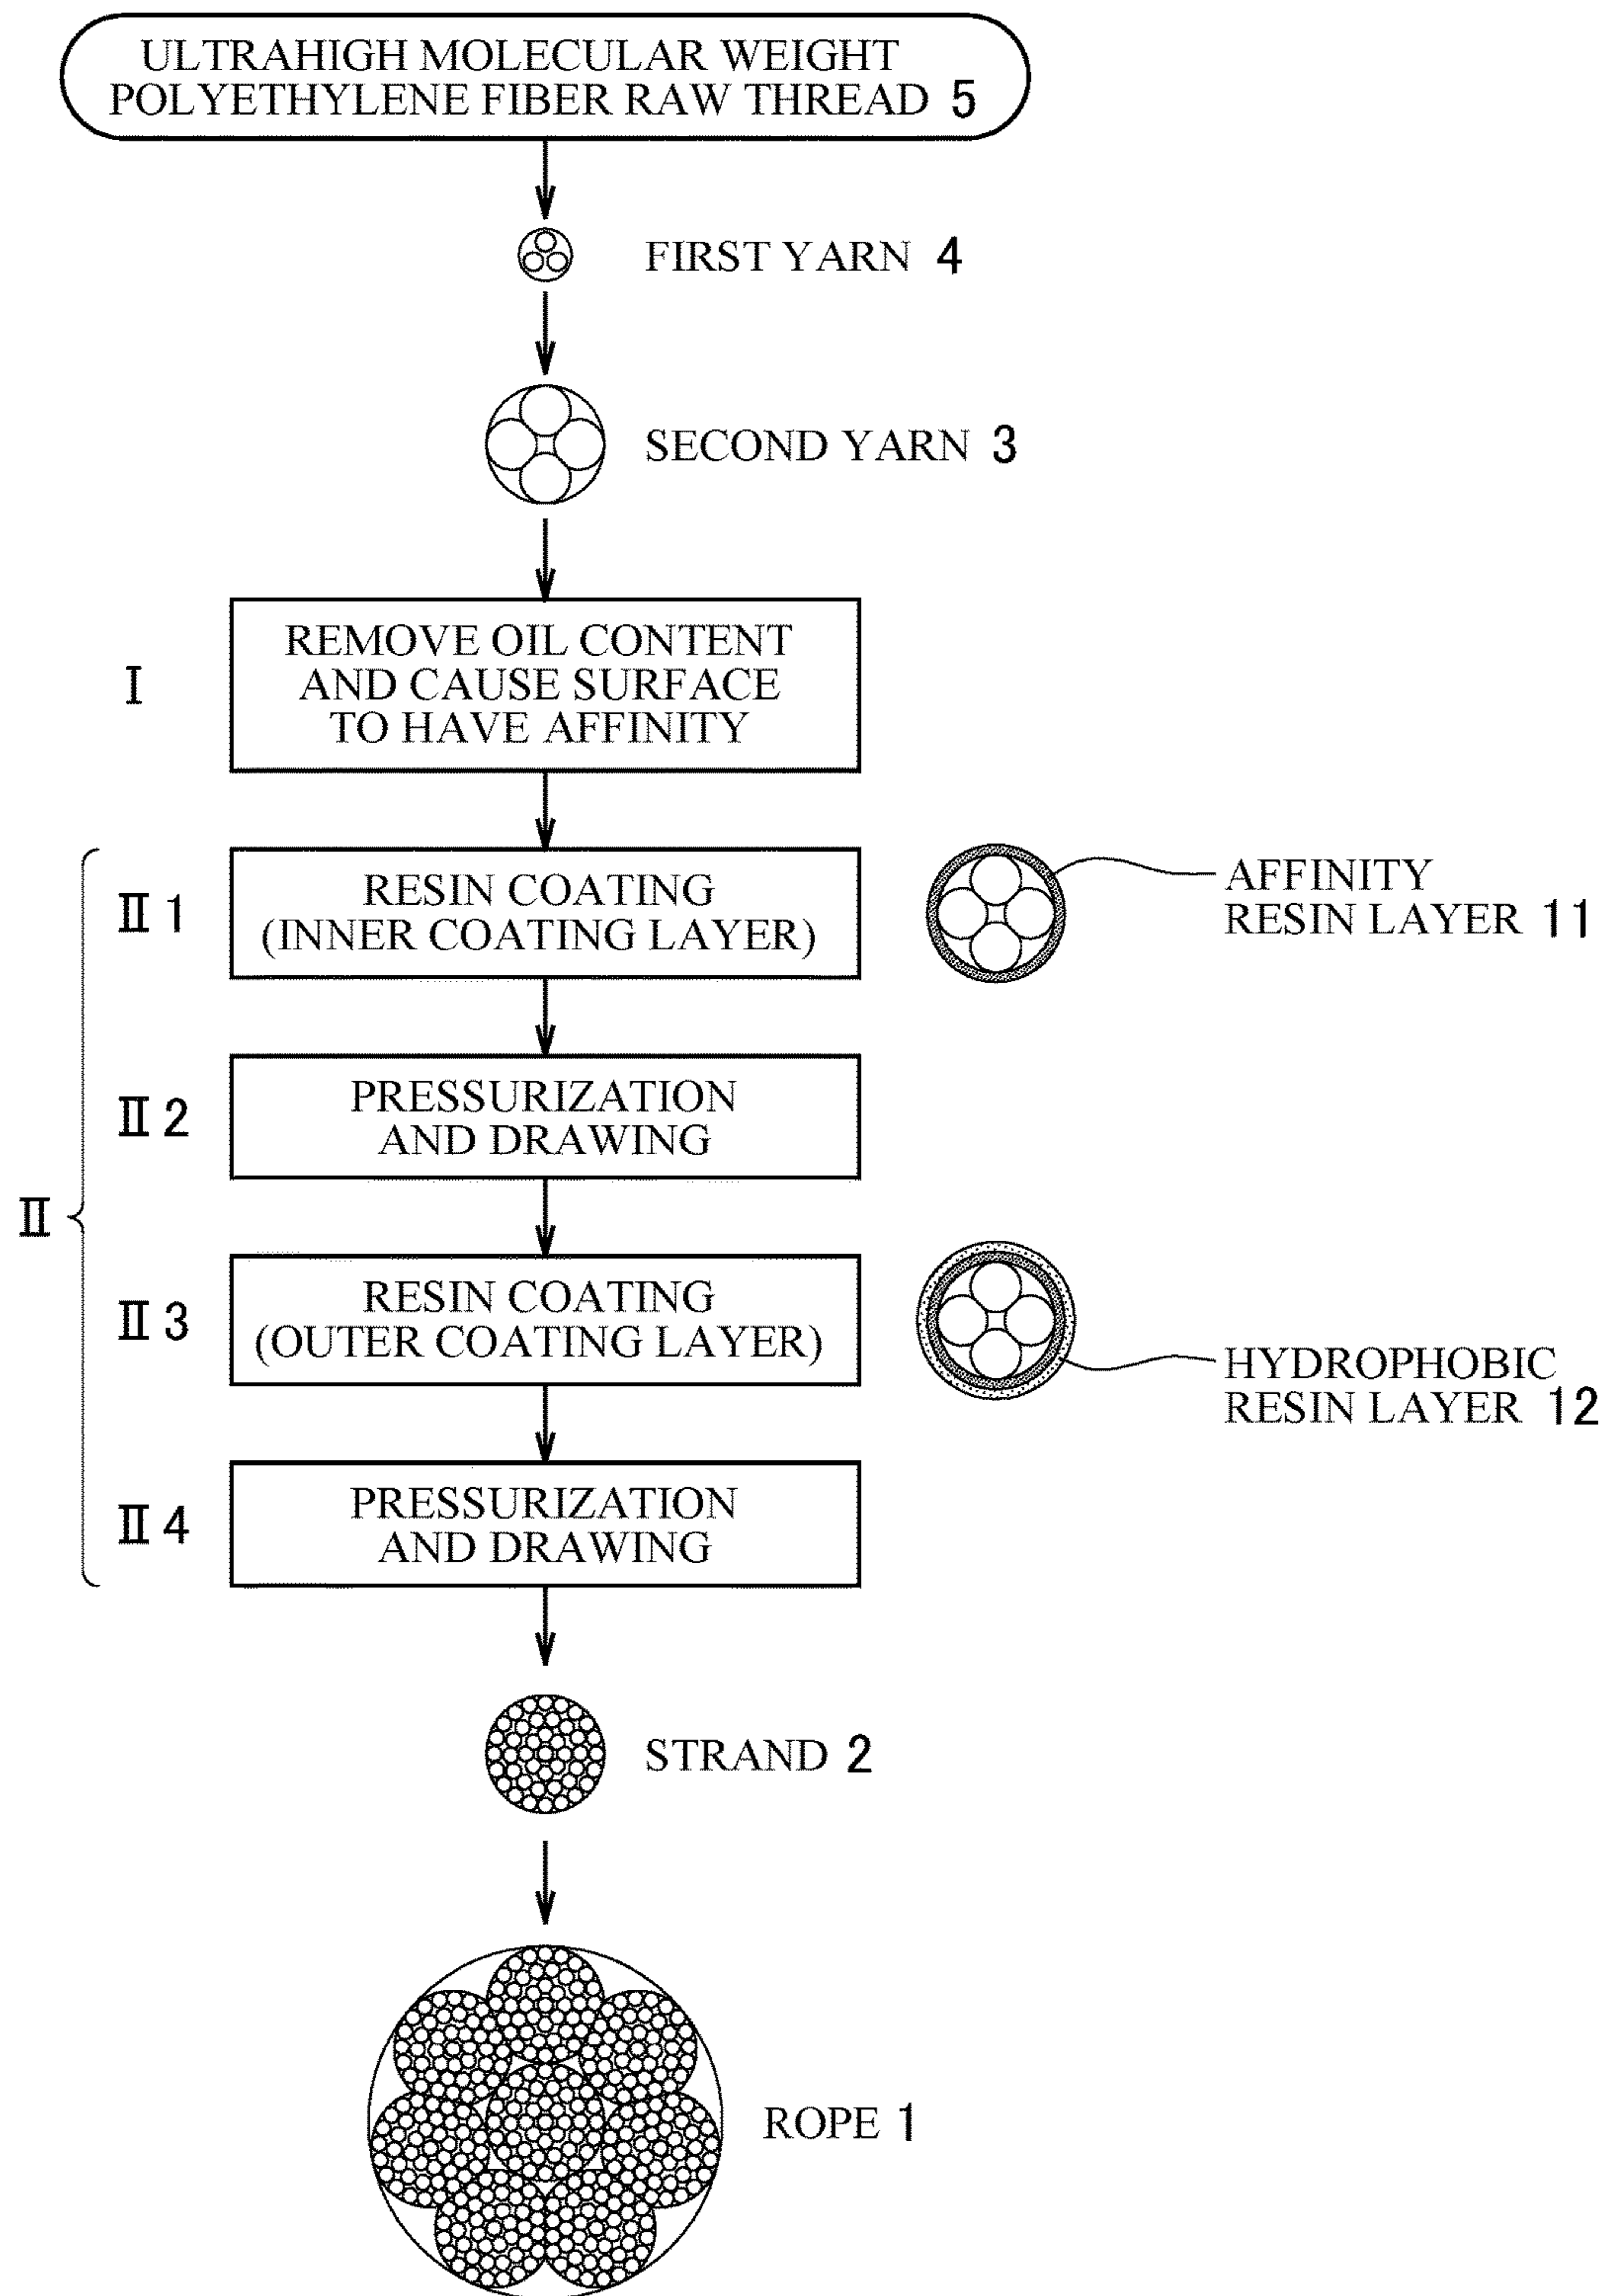 ULTRAHIGH MOLECULAR WEIGHT
POLYETHYLENE FIBER RAW THREAD 5
FIRST YARN 4
SECOND YARN 3
I
REMOVE OIL CONTENT
AND CAUSE SURFACE
TO HAVE AFFINITY
II
II 1
RESIN COATING
(INNER COATING LAYER)
AFFINITY
RESIN LAYER 11
II 2
PRESSURIZATION
AND DRAWING
II 3
RESIN COATING
(OUTER COATING LAYER)
HYDROPHOBIC
RESIN LAYER 12
II 4
PRESSURIZATION
AND DRAWING
STRAND 2
ROPE 1